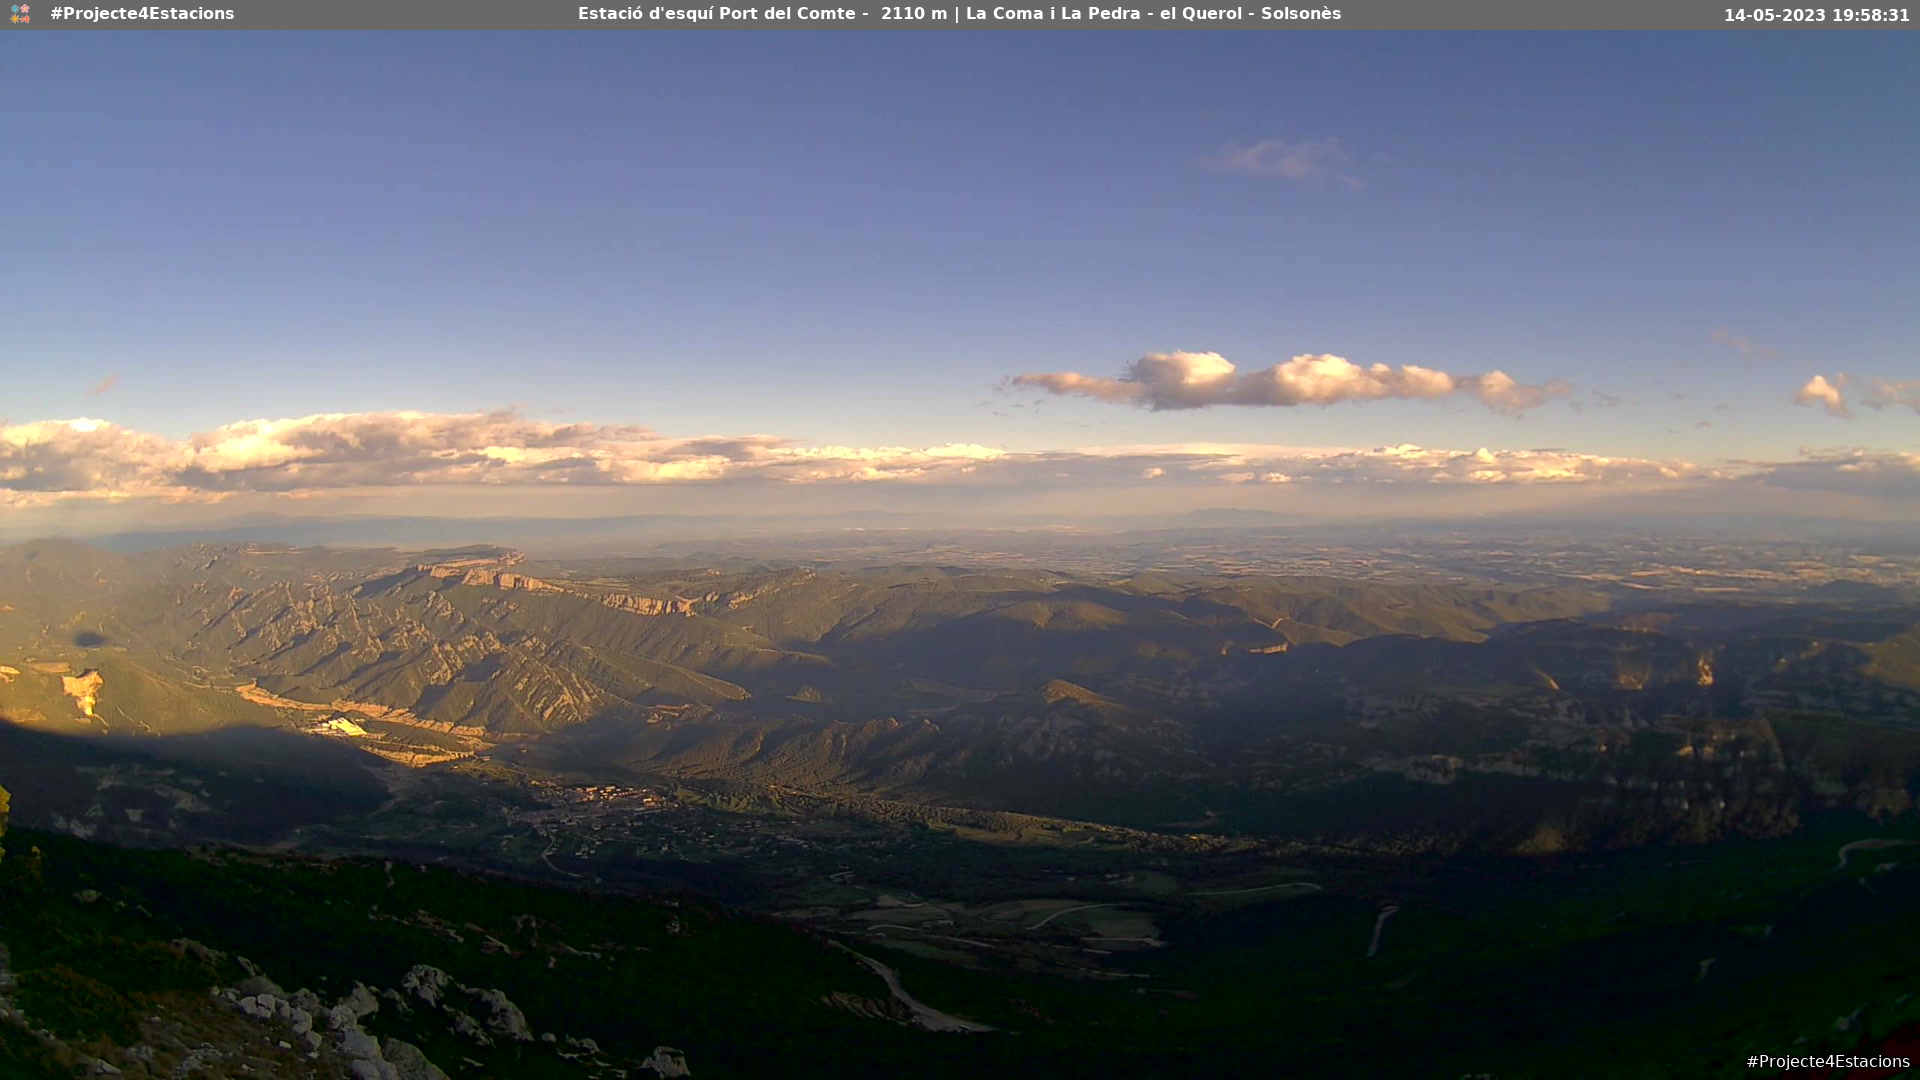 #Projecte4Estacions
Estació d'esquí Port del Comte -  2110 m | La Coma i La Pedra - el Querol - Solsonès
14-05-2023 19:58:31
#Projecte4Estacions